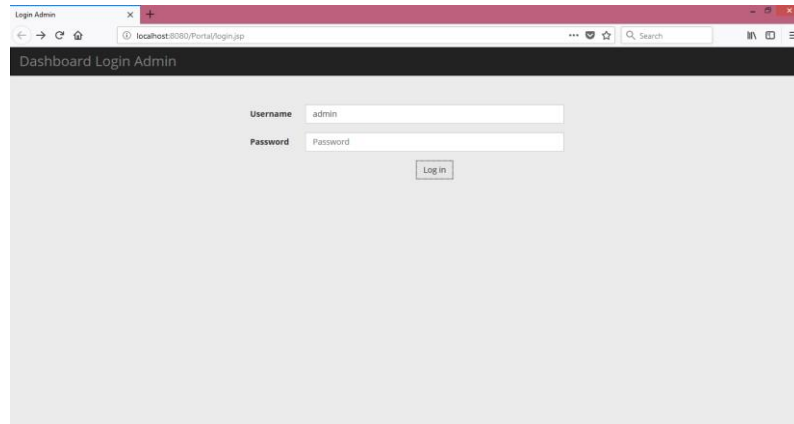 Login Admin
localhost:8080/Portal/login.jsp
Search
Dashboard Login Admin
Username admin
Password Password
Log in